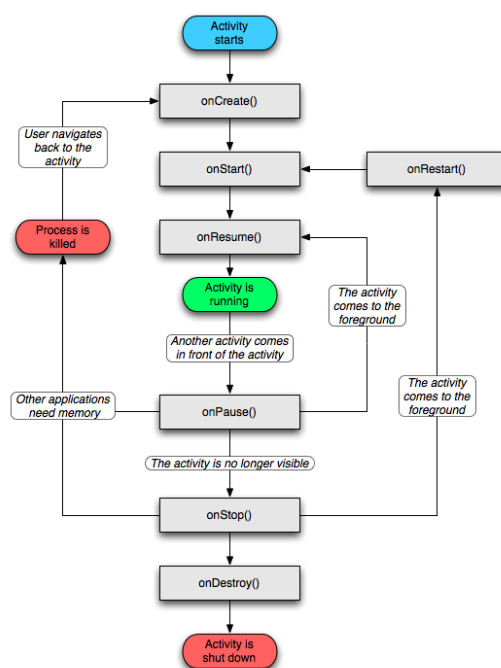 Activity
starts
onCreate()
User navigates
back to the
activity
onStart()
onRestart()
Process is
killed
onResume()
Activity is
running
The activity
comes to the
foreground
Another activity comes
in front of the activity
The activity
comes to the
foreground
Other applications
need memory
onPause()
The activity is no longer visible
onStop()
onDestroy()
Activity is
shut down